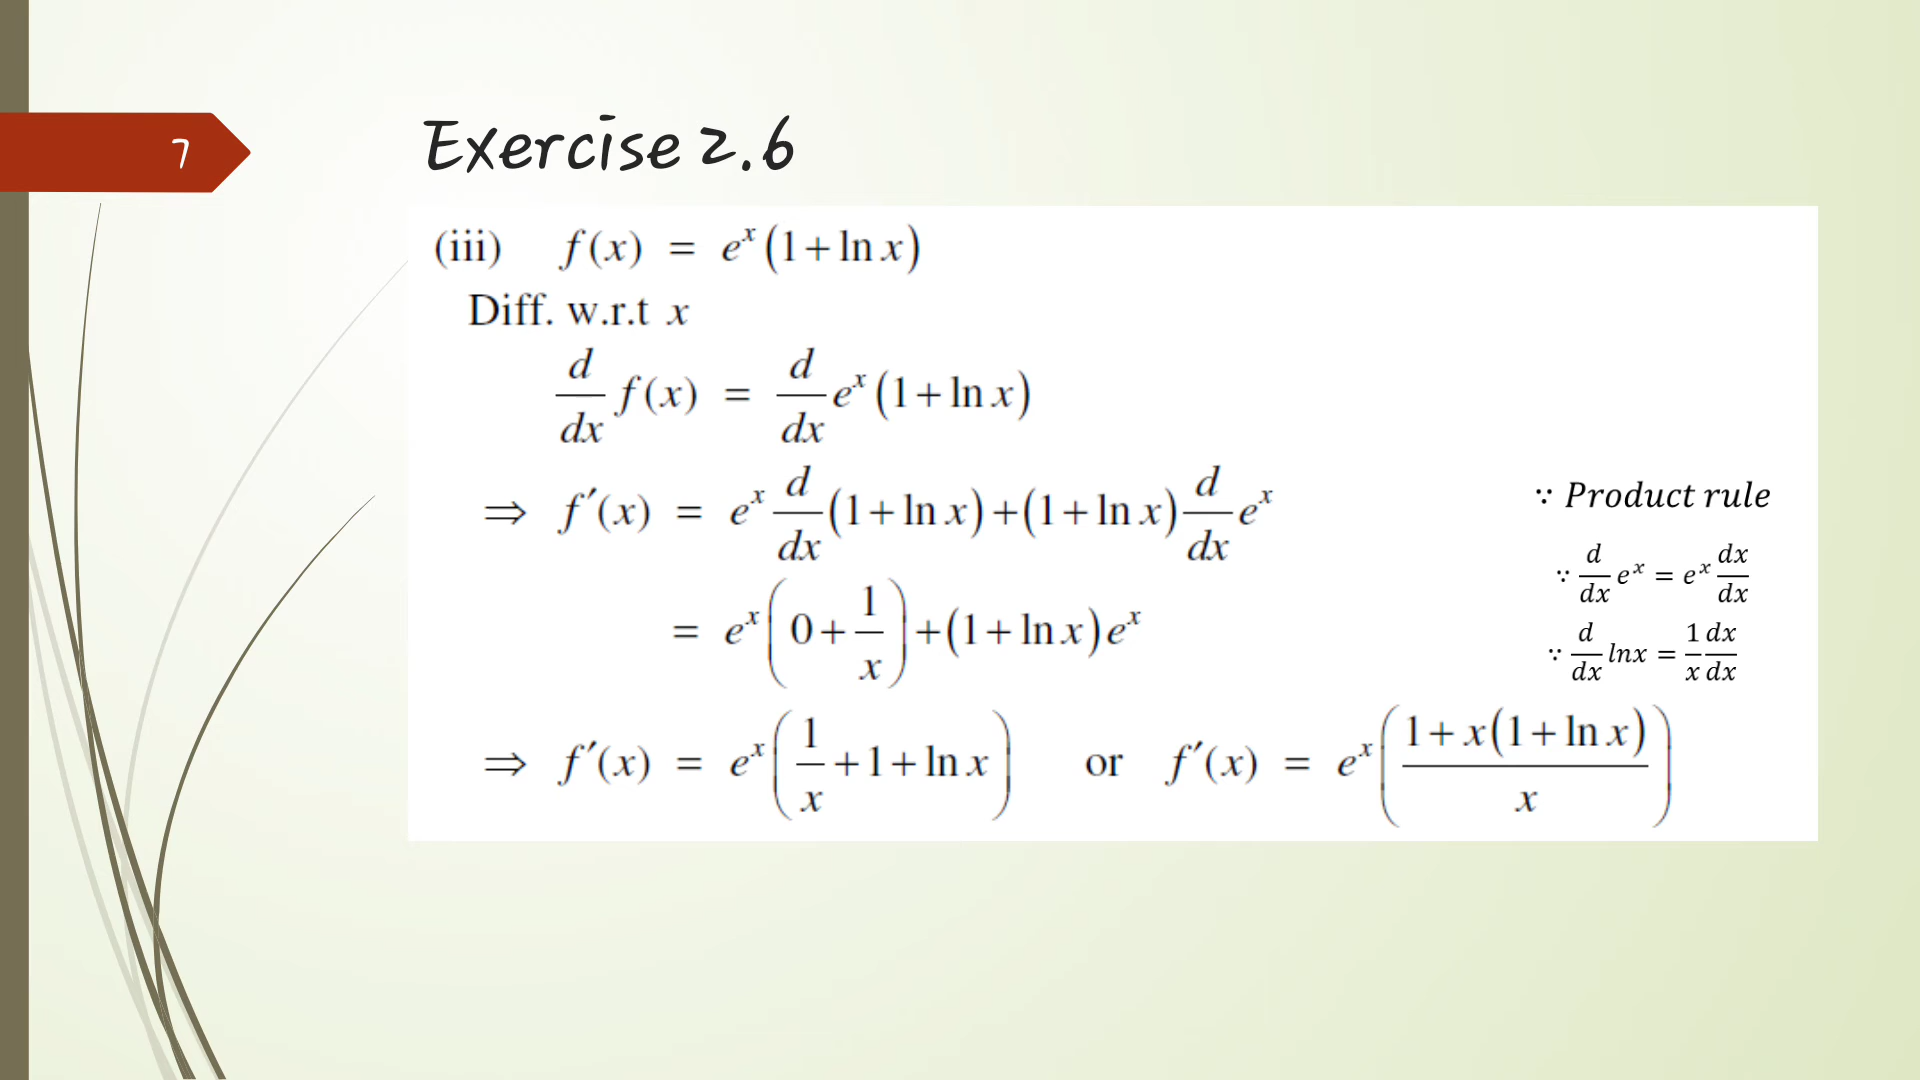 7
Exercise 2.6
(iii) f(x) = e^x (1 + ln x)
Diff. w.r.t x
d/dx f(x) = d/dx e^x (1 + ln x)
⇒ f′(x) = e^x d/dx (1 + ln x) + (1 + ln x) d/dx e^x
∵ Product rule
∵ d/dx e^x = e^x dx/dx
= e^x (0 + 1/x) + (1 + ln x) e^x
∵ d/dx lnx = 1/x dx/dx
⇒ f′(x) = e^x (1/x + 1 + ln x) or f′(x) = e^x ((1 + x(1 + ln x))/x)